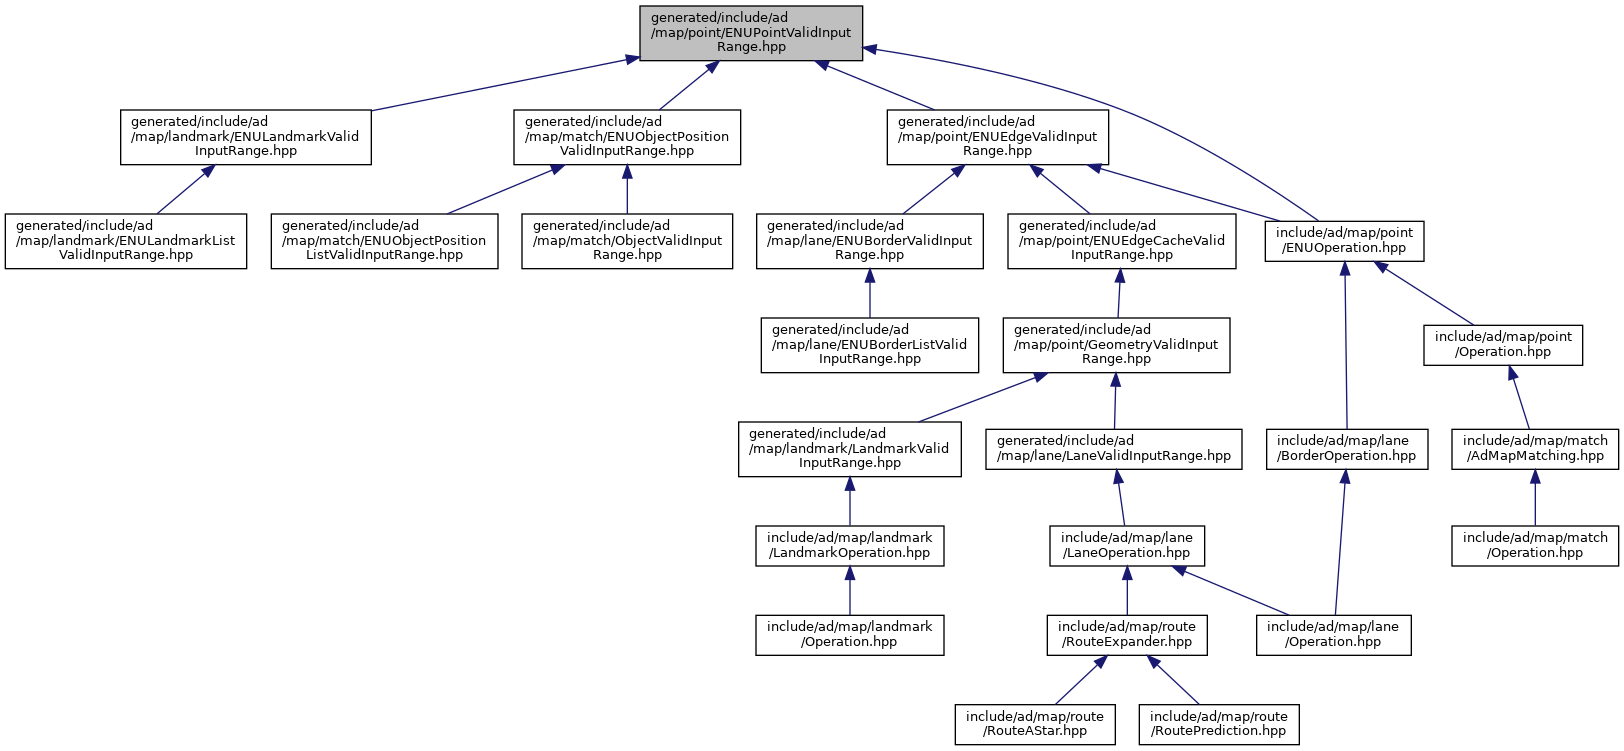 generated/include/ad
/map/point/ENUPointValidInput
Range.hpp
generated/include/ad
/map/landmark/ENULandmarkValid
InputRange.hpp
generated/include/ad
/map/match/ENUObjectPosition
ValidInputRange.hpp
generated/include/ad
/map/point/ENUEdgeValidInput
Range.hpp
generated/include/ad
/map/landmark/ENULandmarkList
ValidInputRange.hpp
generated/include/ad
/map/match/ENUObjectPosition
ListValidInputRange.hpp
generated/include/ad
/map/match/ObjectValidInput
Range.hpp
generated/include/ad
/map/lane/ENUBorderValidInput
Range.hpp
generated/include/ad
/map/point/ENUEdgeCacheValid
InputRange.hpp
include/ad/map/point
/ENUOperation.hpp
generated/include/ad
/map/lane/ENUBorderListValid
InputRange.hpp
generated/include/ad
/map/point/GeometryValidInput
Range.hpp
include/ad/map/point
/Operation.hpp
generated/include/ad
/map/landmark/LandmarkValid
InputRange.hpp
generated/include/ad
/map/lane/LaneValidInputRange.hpp
include/ad/map/lane
/BorderOperation.hpp
include/ad/map/match
/AdMapMatching.hpp
include/ad/map/landmark
/LandmarkOperation.hpp
include/ad/map/lane
/LaneOperation.hpp
include/ad/map/match
/Operation.hpp
include/ad/map/landmark
/Operation.hpp
include/ad/map/route
/RouteExpander.hpp
include/ad/map/lane
/Operation.hpp
include/ad/map/route
/RouteAStar.hpp
include/ad/map/route
/RoutePrediction.hpp